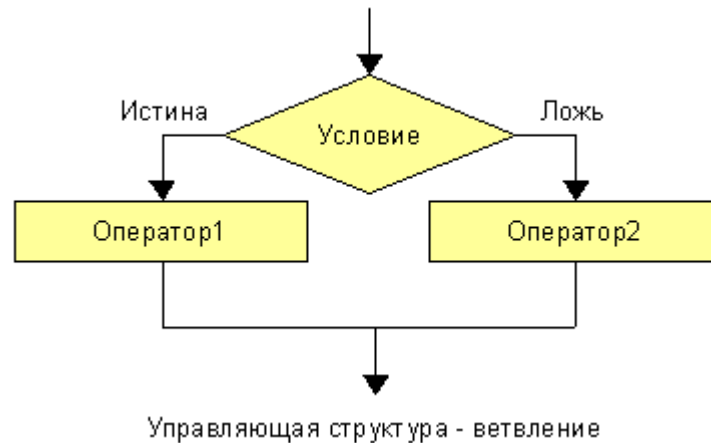 Истина
Ложь
Условие
Оператор1
Оператор2
Управляющая структура - ветвление